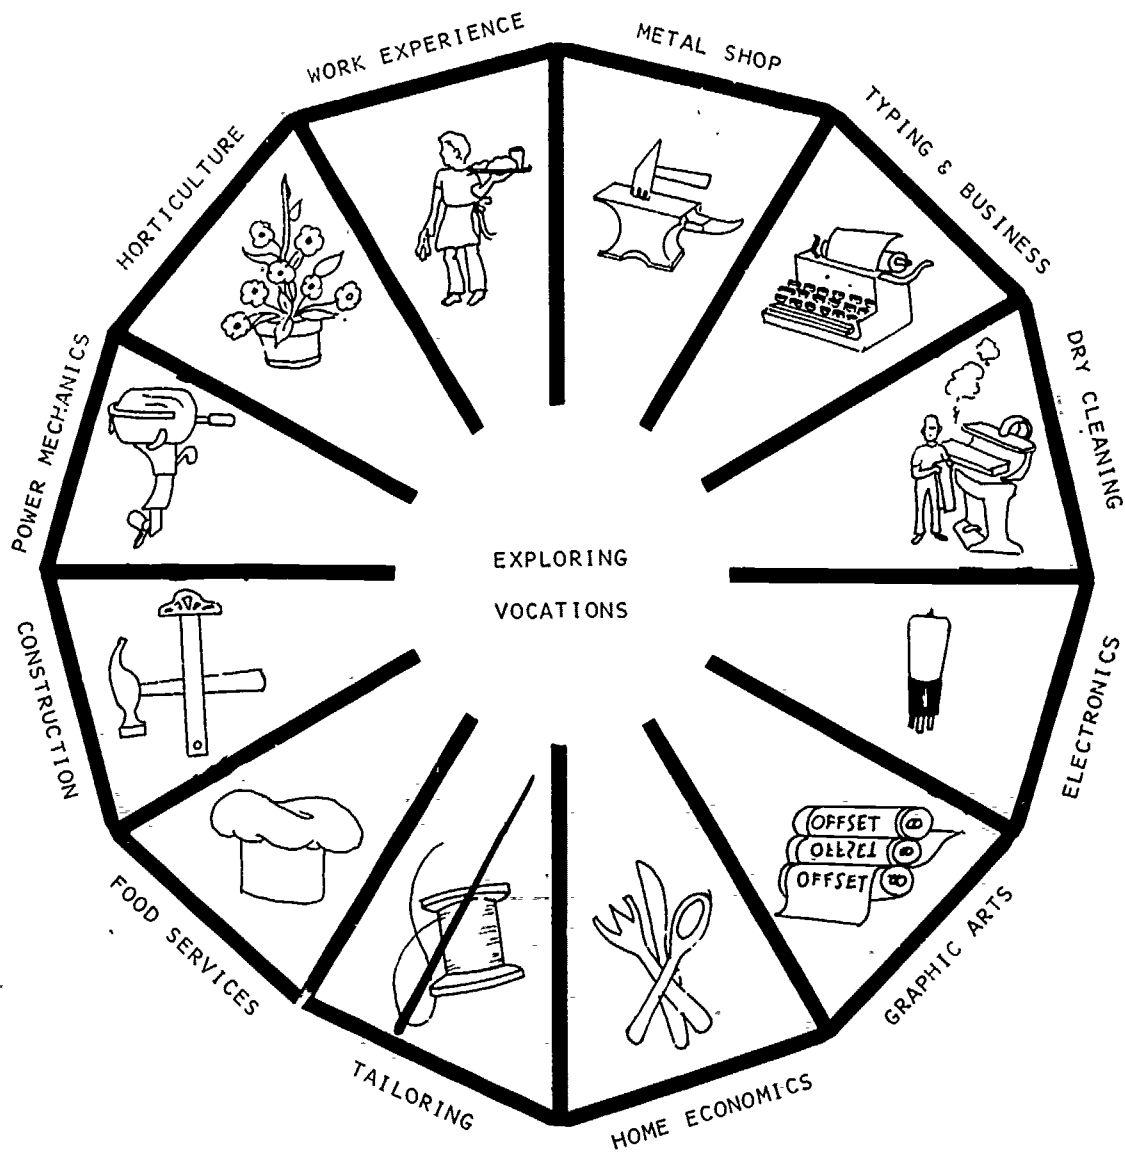 WORK EXPERIENCE
METAL SHOP
TYPING & BUSINESS
DRY CLEANING
ELECTRONICS
GRAPHIC ARTS
HOME ECONOMICS
TAILORING
FOOD SERVICES
CONSTRUCTION
POWER MECHANICS
HORTICULTURE
EXPLORING
VOCATIONS
OFFSET
OFFSET
OFFSET